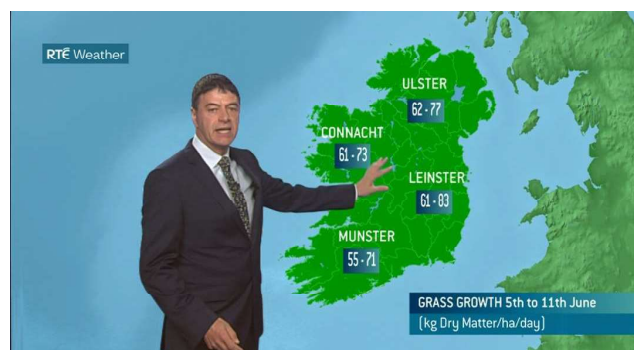 RTÉ Weather
ULSTER
62 - 77
CONNACHT
61 - 73
LEINSTER
61 - 83
MUNSTER
55 - 71
GRASS GROWTH 5th to 11th June
(kg Dry Matter/ha/day)